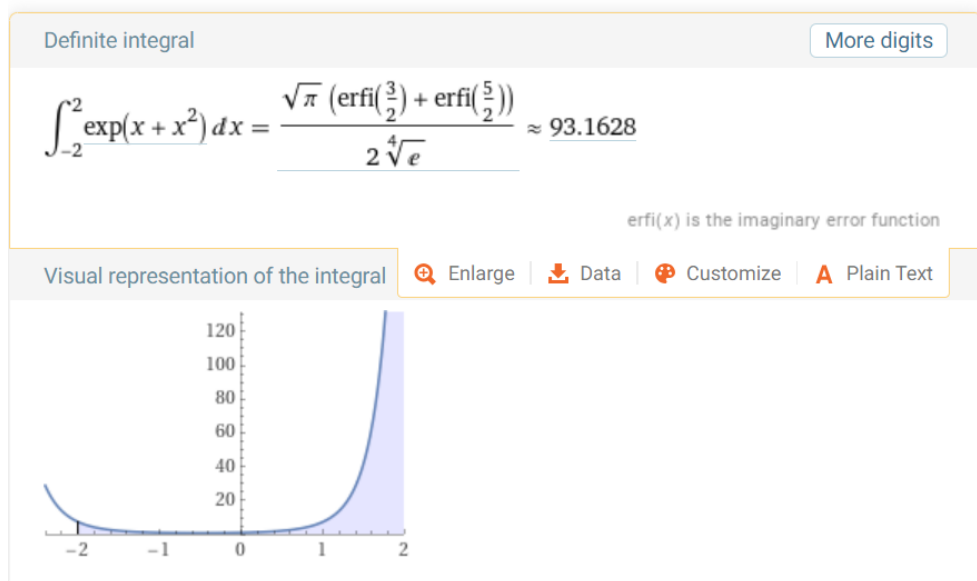 Definite integral
More digits
∫_{-2}^{2} exp(x + x²) dx = √π (erfi(3/2) + erfi(5/2)) / (2 ∜e) ≈ 93.1628
erfi(x) is the imaginary error function
Visual representation of the integral
Enlarge
Data
Customize
A Plain Text
120
100
80
60
40
20
-2 -1 0 1 2